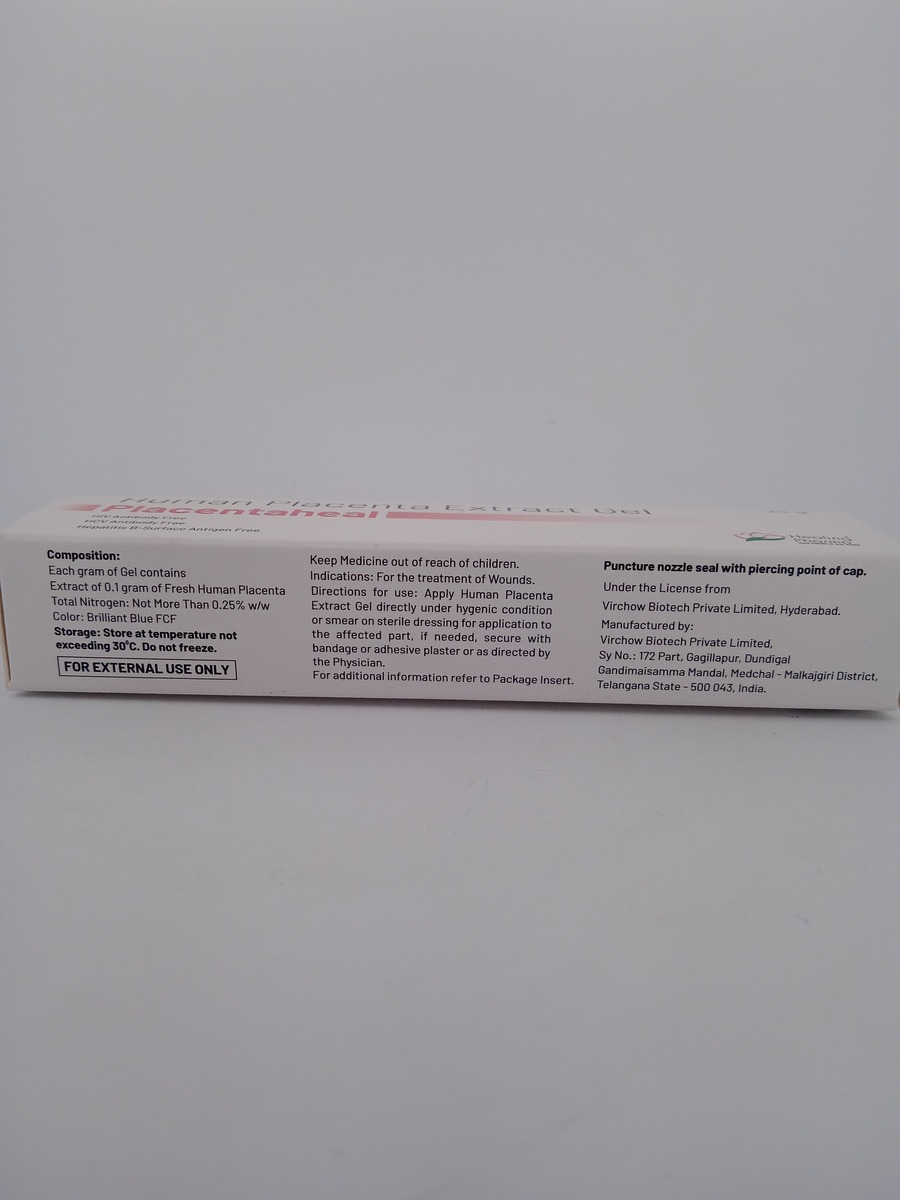 Human Placenta Extract Gel
Placentaheal
HIV Antibody Free
HCV Antibody Free
Hepatitis B-Surface Antigen Free
Healing
Pharma
Composition:
Each gram of Gel contains
Extract of 0.1 gram of Fresh Human Placenta
Total Nitrogen: Not More Than 0.25% w/w
Color: Brilliant Blue FCF
Storage: Store at temperature not
exceeding 30°C. Do not freeze.
FOR EXTERNAL USE ONLY
Keep Medicine out of reach of children.
Indications: For the treatment of Wounds.
Directions for use: Apply Human Placenta
Extract Gel directly under hygenic condition
or smear on sterile dressing for application to
the affected part, if needed, secure with
bandage or adhesive plaster or as directed by
the Physician.
For additional information refer to Package Insert.
Puncture nozzle seal with piercing point of cap.
Under the License from
Virchow Biotech Private Limited, Hyderabad.
Manufactured by:
Virchow Biotech Private Limited,
Sy No.: 172 Part, Gagillapur, Dundigal
Gandimaisamma Mandal, Medchal - Malkajgiri District,
Telangana State - 500 043, India.